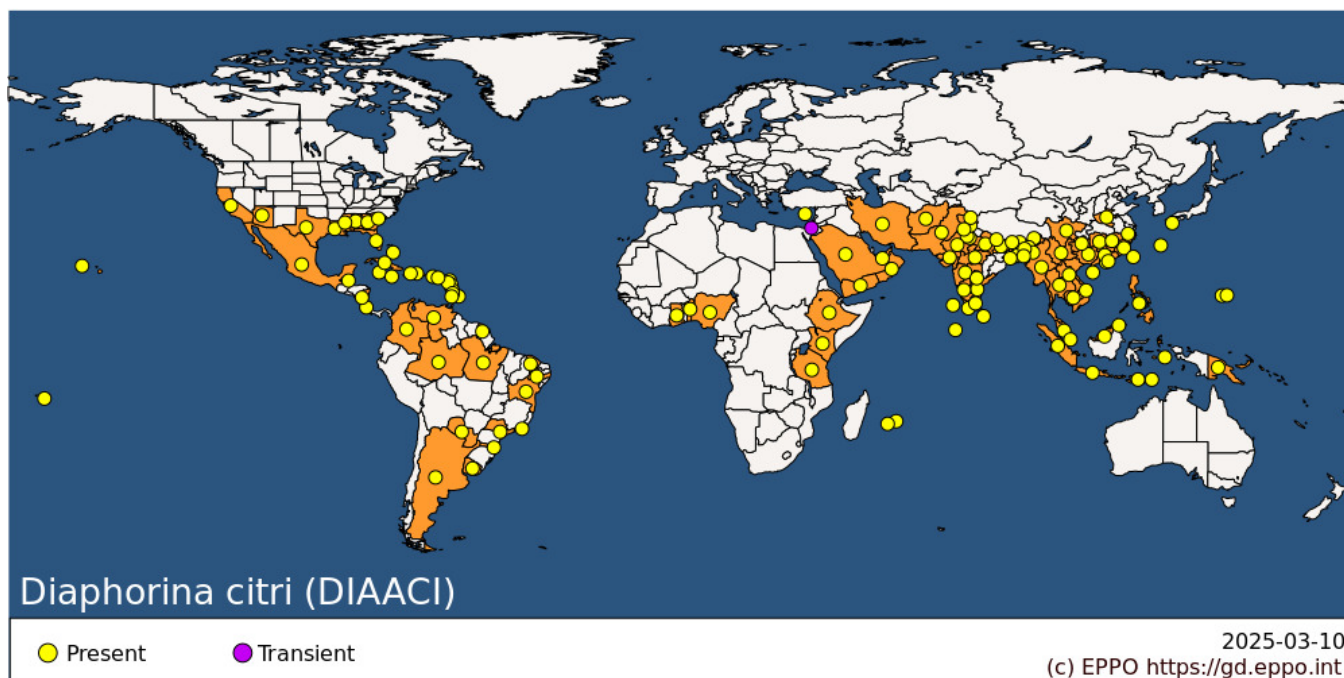 Diaphorina citri (DIAACI)
Present
Transient
2025-03-10
(c) EPPO https://gd.eppo.int